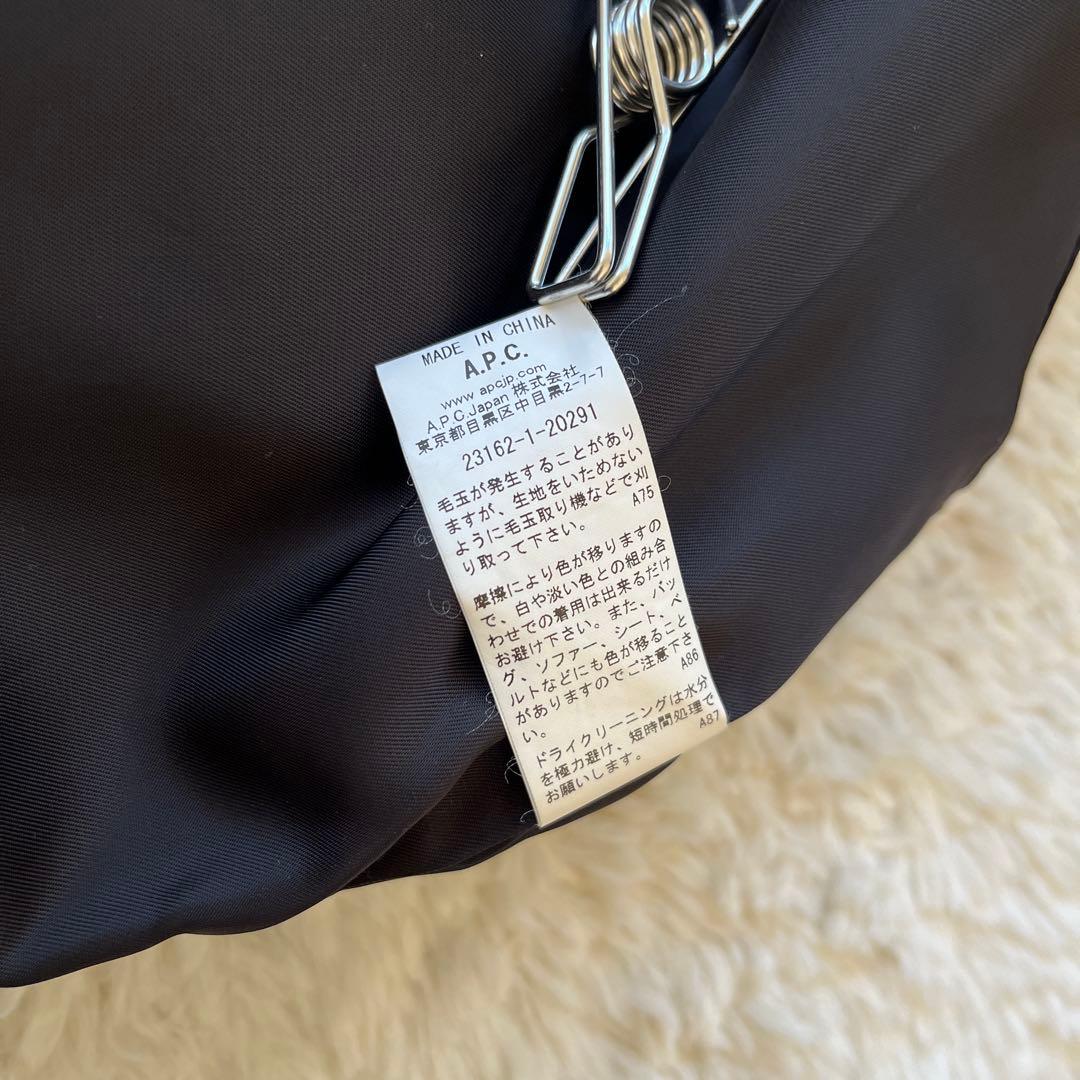 MADE IN CHINA
A.P.C.
www apcjp.com
A.P.C.Japan 株式会社
東京都目黒区中目黒2-7-7
23162-1-20291
毛玉が発生することがあり
ますが、生地をいためない
ように毛玉取り機などで刈
り取って下さい。 A75
摩擦により色が移りますの
で、白や淡い色との組み合
わせでの着用は出来るだけ
お避け下さい。また、バッ
グ、ソファー、シート、ベ
ルトなどにも色が移ること
がありますのでご注意下さ
い。 A86
ドライクリーニングは水分
を極力避け、短時間処理で
お願いします。 A87